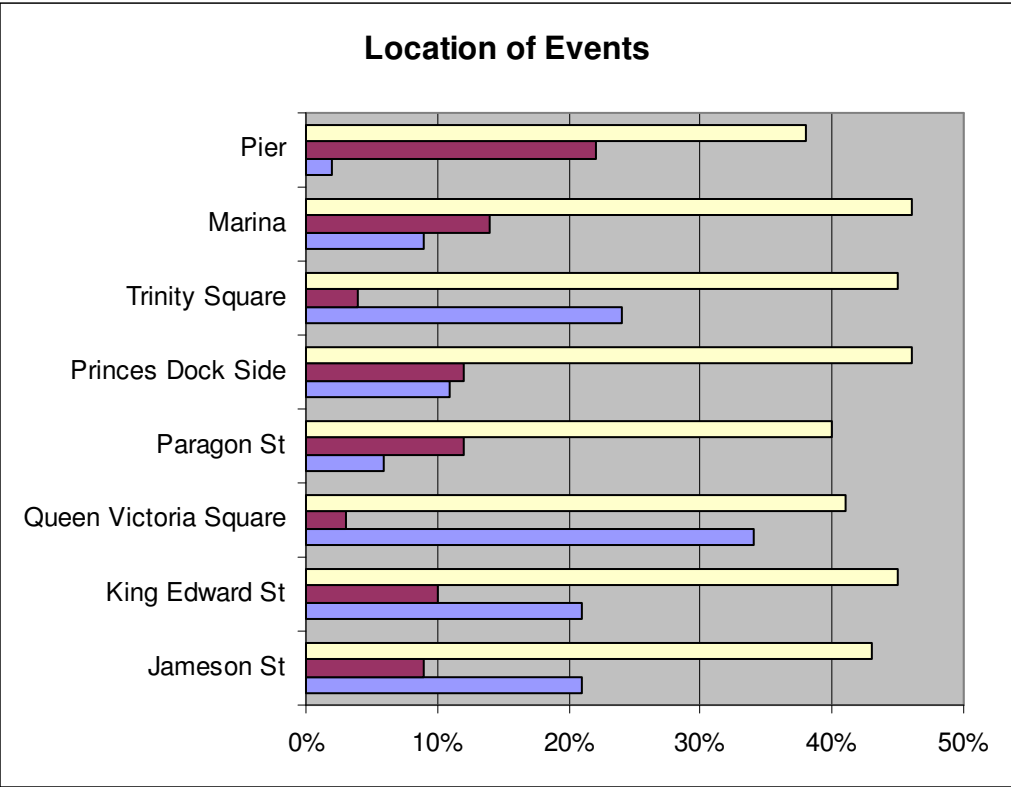 Location of Events
Pier
Marina
Trinity Square
Princes Dock Side
Paragon St
Queen Victoria Square
King Edward St
Jameson St
0% 10% 20% 30% 40% 50%